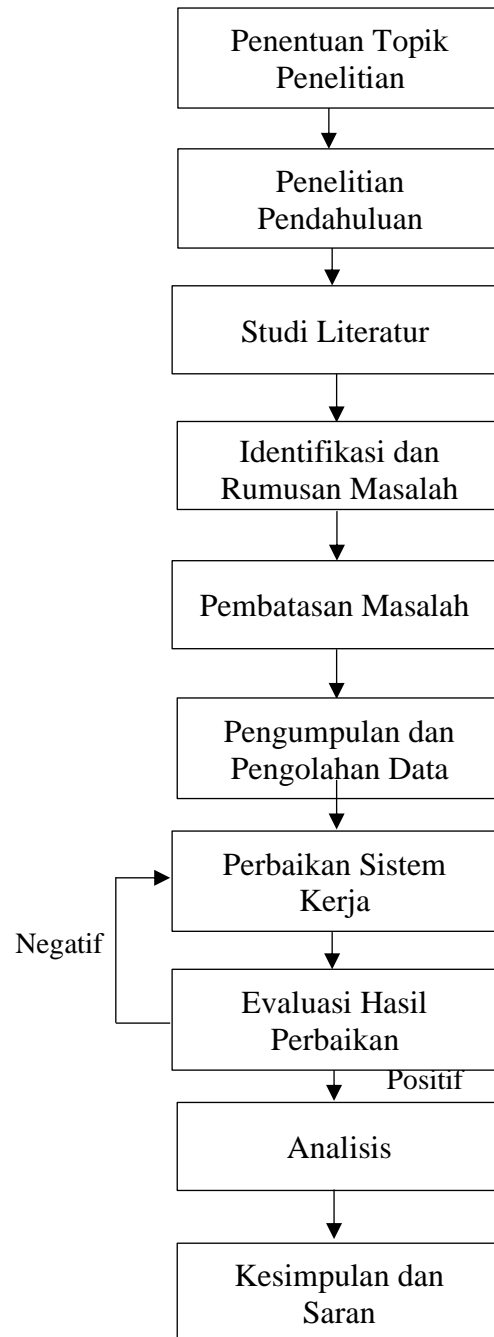 Penentuan Topik
Penelitian
Penelitian
Pendahuluan
Studi Literatur
Identifikasi dan
Rumusan Masalah
Pembatasan Masalah
Pengumpulan dan
Pengolahan Data
Perbaikan Sistem
Kerja
Negatif
Evaluasi Hasil
Perbaikan
Positif
Analisis
Kesimpulan dan
Saran